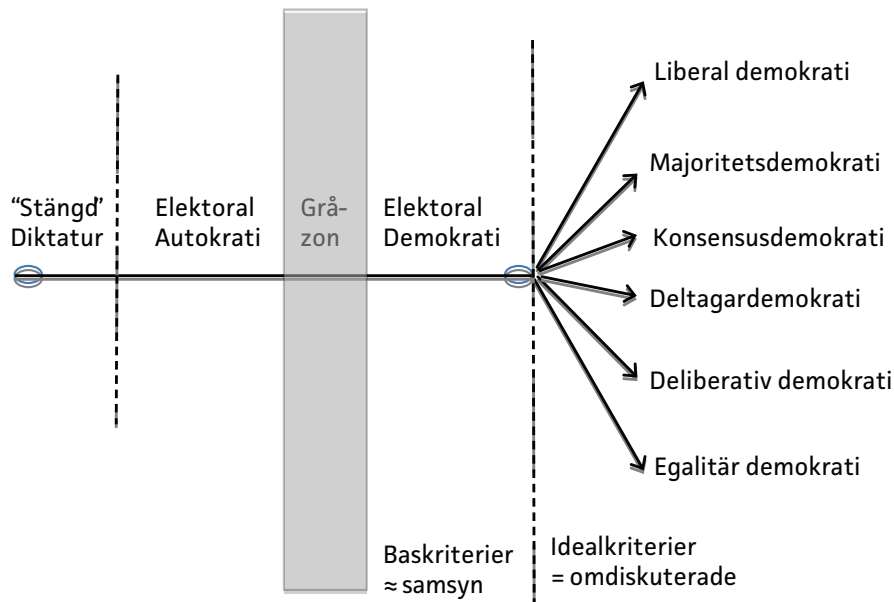 “Stängd”
Diktatur
Elektoral
Autokrati
Grå-
zon
Elektoral
Demokrati
Liberal demokrati
Majoritetsdemokrati
Konsensusdemokrati
Deltagardemokrati
Deliberativ demokrati
Egalitär demokrati
Baskriterier
≈ samsyn
Idealkriterier
= omdiskuterade